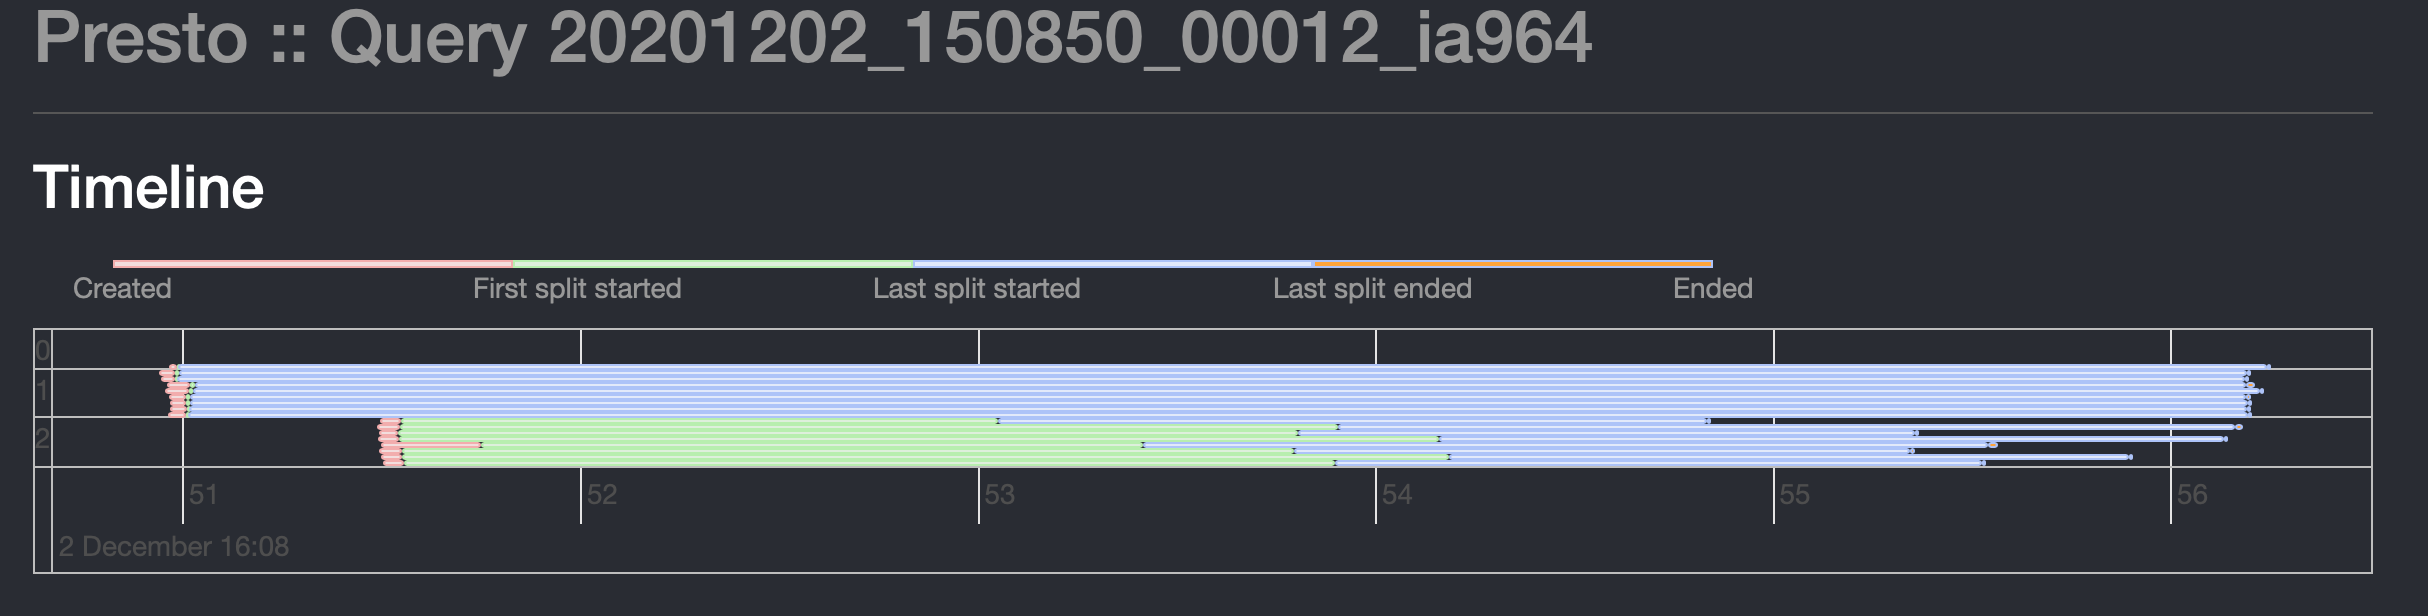 Presto :: Query 20201202_150850_00012_ia964
Timeline
Created First split started Last split started Last split ended Ended
0
1
2
51 52 53 54 55 56
2 December 16:08